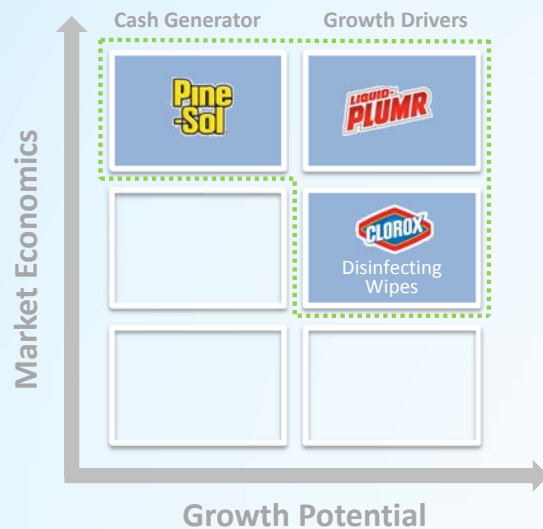 Cash Generator
Growth Drivers
Pine
-Sol
LIQUID-
PLUMR
CLOROX
Disinfecting
Wipes
Market Economics
Growth Potential